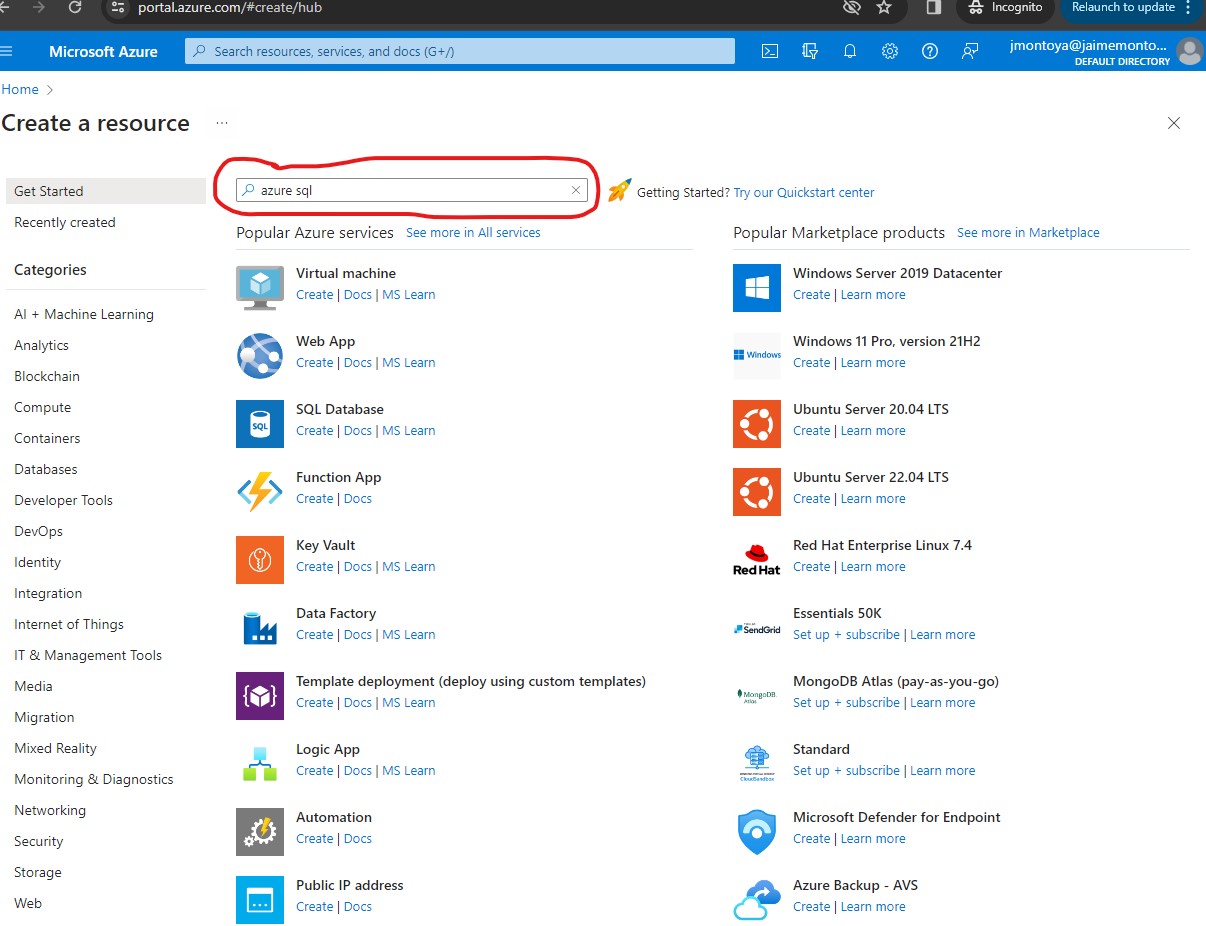 portal.azure.com/#create/hub
Incognito
Relaunch to update
Microsoft Azure
Search resources, services, and docs (G+/)
jmontoya@jaimemonto...
DEFAULT DIRECTORY
Home
Create a resource
...
Get Started
Recently created
Categories
AI + Machine Learning
Analytics
Blockchain
Compute
Containers
Databases
Developer Tools
DevOps
Identity
Integration
Internet of Things
IT & Management Tools
Media
Migration
Mixed Reality
Monitoring & Diagnostics
Networking
Security
Storage
Web
azure sql
Getting Started? Try our Quickstart center
Popular Azure services See more in All services
Virtual machine
Create | Docs | MS Learn
Web App
Create | Docs | MS Learn
SQL
SQL Database
Create | Docs | MS Learn
Function App
Create | Docs
Key Vault
Create | Docs | MS Learn
Data Factory
Create | Docs | MS Learn
Template deployment (deploy using custom templates)
Create | Docs | MS Learn
Logic App
Create | Docs | MS Learn
Automation
Create | Docs
Public IP address
Create | Docs
Popular Marketplace products See more in Marketplace
Windows Server 2019 Datacenter
Create | Learn more
Windows
Windows 11 Pro, version 21H2
Create | Learn more
Ubuntu Server 20.04 LTS
Create | Learn more
Ubuntu Server 22.04 LTS
Create | Learn more
Red Hat
Red Hat Enterprise Linux 7.4
Create | Learn more
SendGrid
Essentials 50K
Set up + subscribe | Learn more
MongoDB.
Atlas
MongoDB Atlas (pay-as-you-go)
Set up + subscribe | Learn more
CloudSandbox
Standard
Set up + subscribe | Learn more
Microsoft Defender for Endpoint
Create | Learn more
Azure Backup - AVS
Create | Learn more